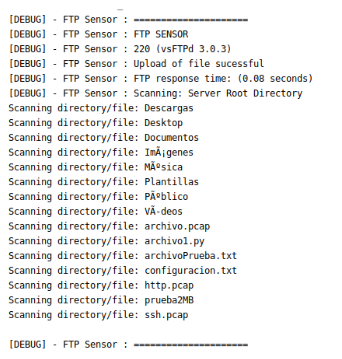 [DEBUG] - FTP Sensor : =====================
[DEBUG] - FTP Sensor : FTP SENSOR
[DEBUG] - FTP Sensor : 220 (vsFTPd 3.0.3)
[DEBUG] - FTP Sensor : Upload of file sucessful
[DEBUG] - FTP Sensor : FTP response time: (0.08 seconds)
[DEBUG] - FTP Sensor : Scanning: Server Root Directory
Scanning directory/file: Descargas
Scanning directory/file: Desktop
Scanning directory/file: Documentos
Scanning directory/file: ImÃ¡genes
Scanning directory/file: MÃºsica
Scanning directory/file: Plantillas
Scanning directory/file: PÃºblico
Scanning directory/file: VÃ-deos
Scanning directory/file: archivo.pcap
Scanning directory/file: archivo1.py
Scanning directory/file: archivoPrueba.txt
Scanning directory/file: configuracion.txt
Scanning directory/file: http.pcap
Scanning directory/file: prueba2MB
Scanning directory/file: ssh.pcap
[DEBUG] - FTP Sensor : =====================